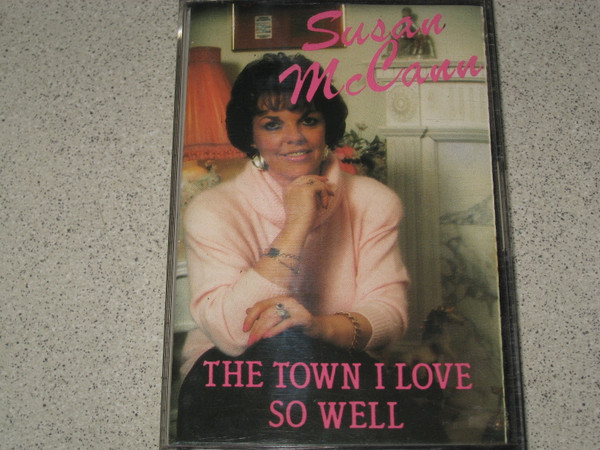 Susan
McCann
THE TOWN I LOVE
SO WELL